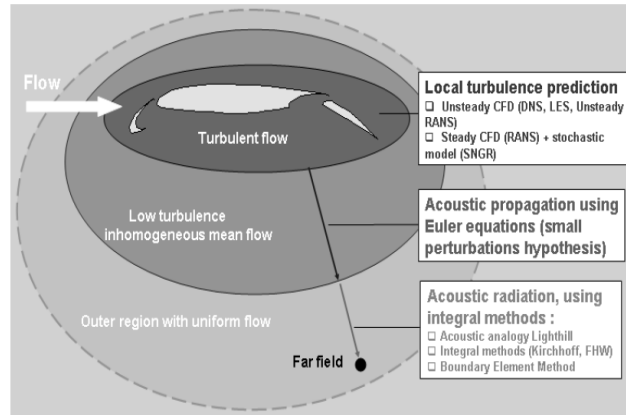 Flow
Turbulent flow
Low turbulence
inhomogeneous mean flow
Outer region with uniform flow
Far field
Local turbulence prediction
❑ Unsteady CFD (DNS, LES, Unsteady
RANS)
❑ Steady CFD (RANS) + stochastic
model (SNGR)
Acoustic propagation using
Euler equations (small
perturbations hypothesis)
Acoustic radiation, using
integral methods :
❑ Acoustic analogy Lighthill
❑ Integral methods (Kirchhoff, FHW)
❑ Boundary Element Method